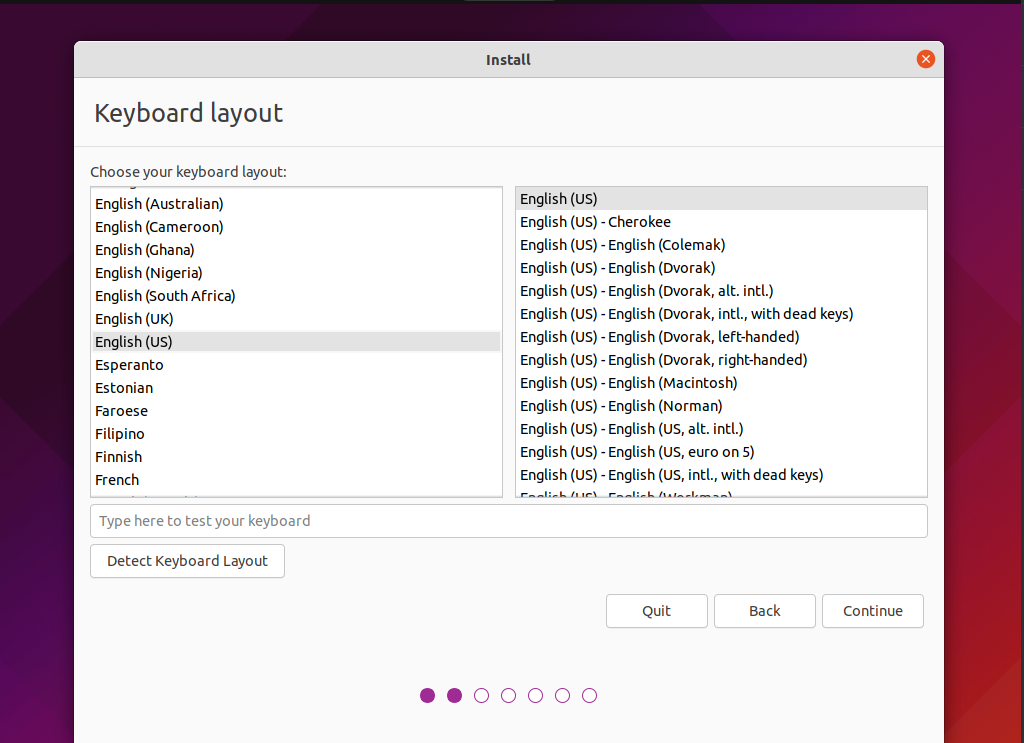 Install
Keyboard layout
Choose your keyboard layout:
English (Australian)
English (Cameroon)
English (Ghana)
English (Nigeria)
English (South Africa)
English (UK)
English (US)
Esperanto
Estonian
Faroese
Filipino
Finnish
French
English (US)
English (US) - Cherokee
English (US) - English (Colemak)
English (US) - English (Dvorak)
English (US) - English (Dvorak, alt. intl.)
English (US) - English (Dvorak, intl., with dead keys)
English (US) - English (Dvorak, left-handed)
English (US) - English (Dvorak, right-handed)
English (US) - English (Macintosh)
English (US) - English (Norman)
English (US) - English (US, alt. intl.)
English (US) - English (US, euro on 5)
English (US) - English (US, intl., with dead keys)
English (US) - English (Workman)
Type here to test your keyboard
Detect Keyboard Layout
Quit
Back
Continue